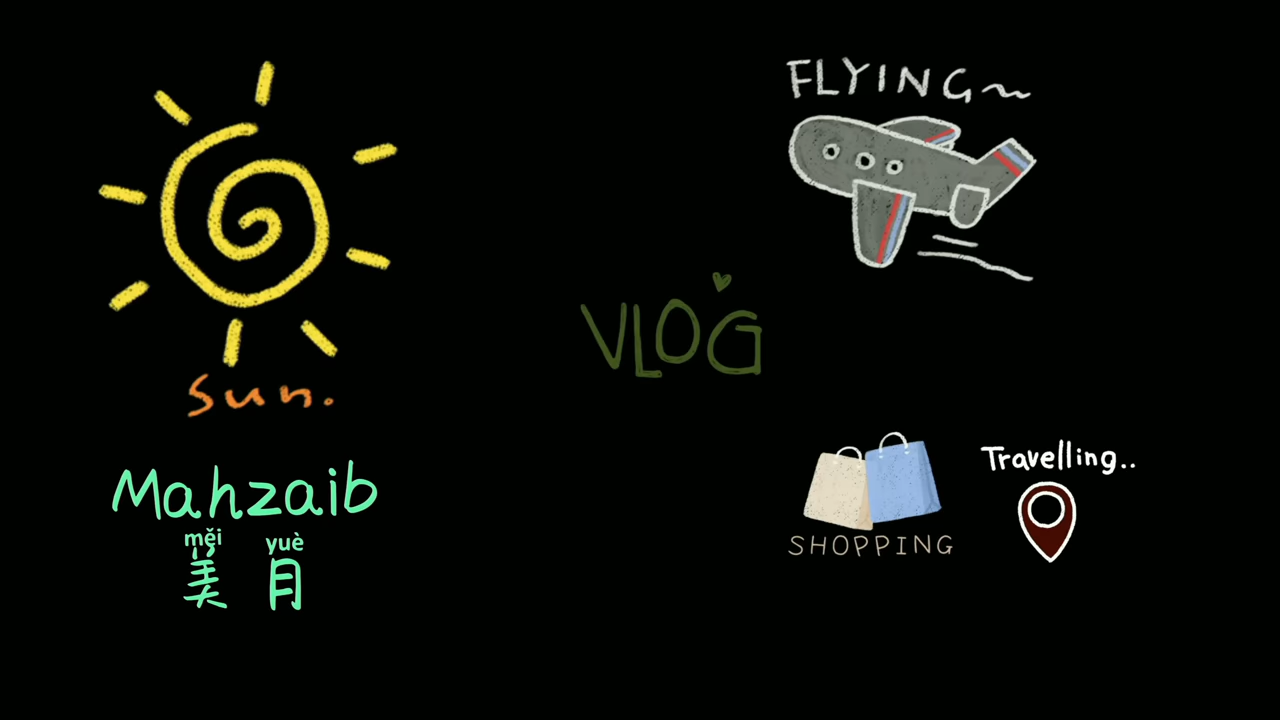 FLYING~
VLOG
Sun.
Mahzaib
měi yuè
美 月
Travelling..
SHOPPING